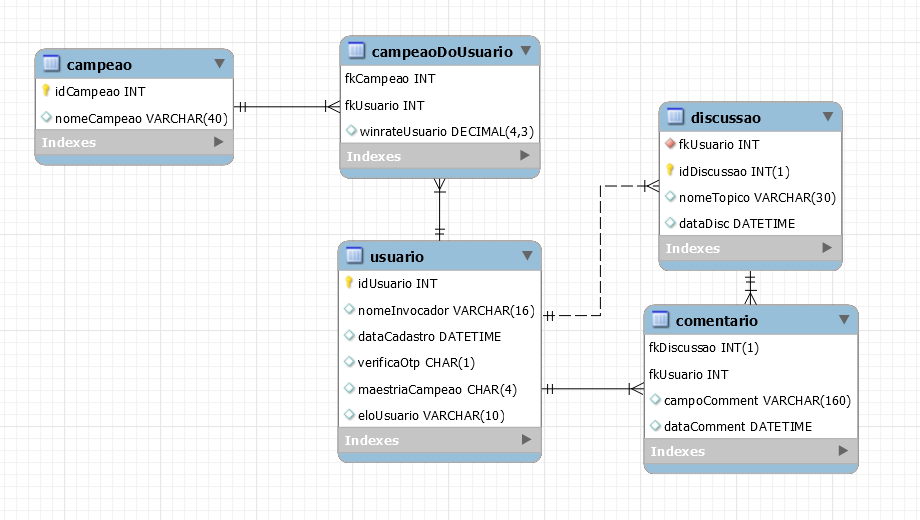 campeao
idCampeao INT
nomeCampeao VARCHAR(40)
Indexes
campeaoDoUsuario
fkCampeao INT
fkUsuario INT
winrateUsuario DECIMAL(4,3)
Indexes
usuario
idUsuario INT
nomeInvocador VARCHAR(16)
dataCadastro DATETIME
verificaOtp CHAR(1)
maestriaCampeao CHAR(4)
eloUsuario VARCHAR(10)
Indexes
discussao
fkUsuario INT
idDiscussao INT(1)
nomeTopico VARCHAR(30)
dataDisc DATETIME
Indexes
comentario
fkDiscussao INT(1)
fkUsuario INT
campoComment VARCHAR(160)
dataComment DATETIME
Indexes